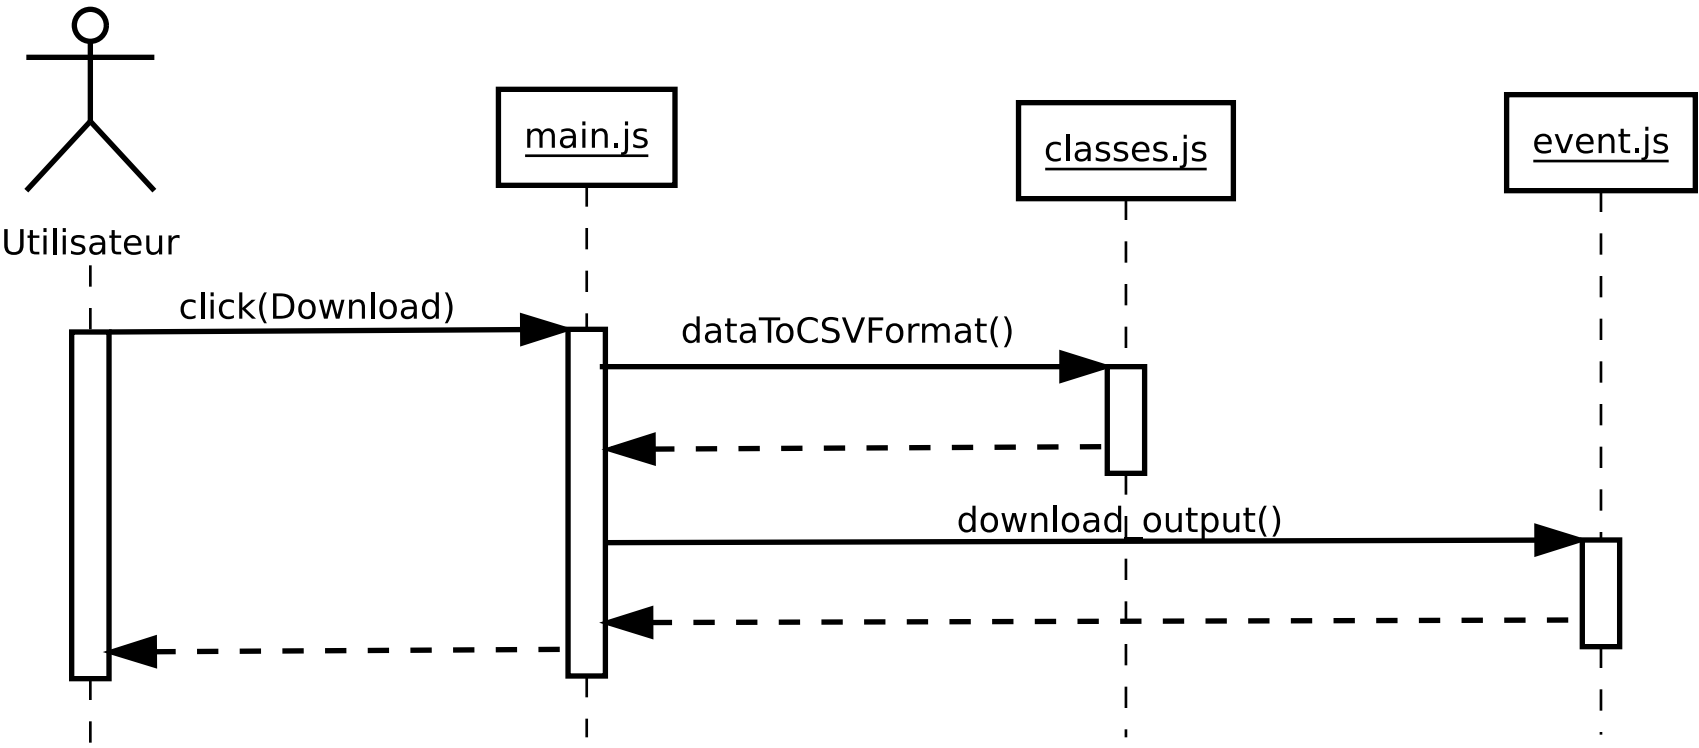 main.js
classes.js
event.js
Utilisateur
click(Download)
dataToCSVFormat()
download_output()